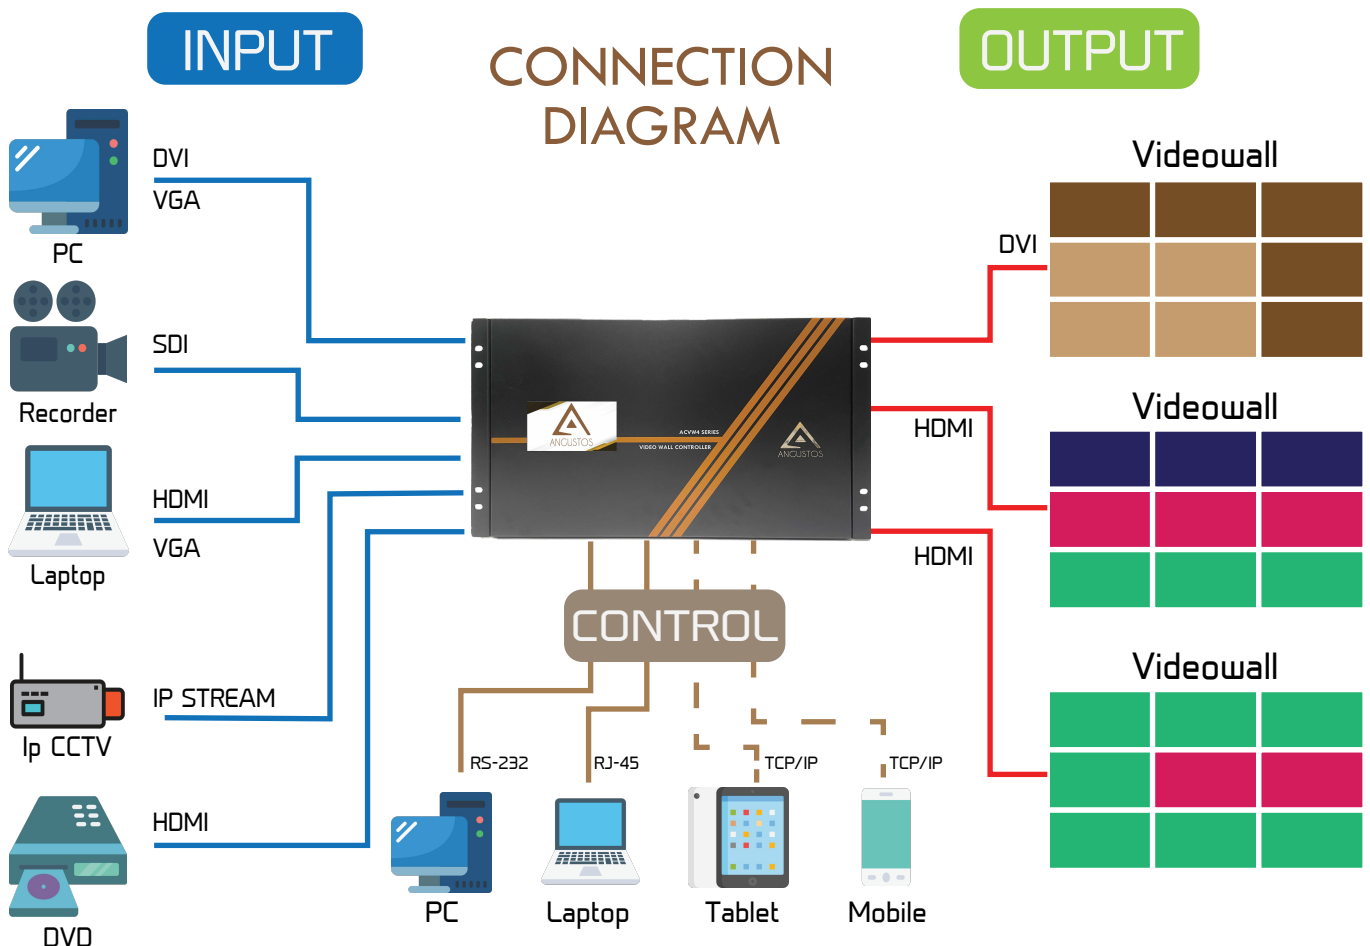 INPUT
CONNECTION
DIAGRAM
OUTPUT
DVI
VGA
PC
SDI
Recorder
HDMI
VGA
Laptop
IP STREAM
Ip CCTV
HDMI
DVD
ANGUSTOS
ACVW4 SERIES
VIDEO WALL CONTROLLER
ANGUSTOS
CONTROL
RS-232
RJ-45
TCP/IP
TCP/IP
PC
Laptop
Tablet
Mobile
Videowall
DVI
Videowall
HDMI
HDMI
Videowall